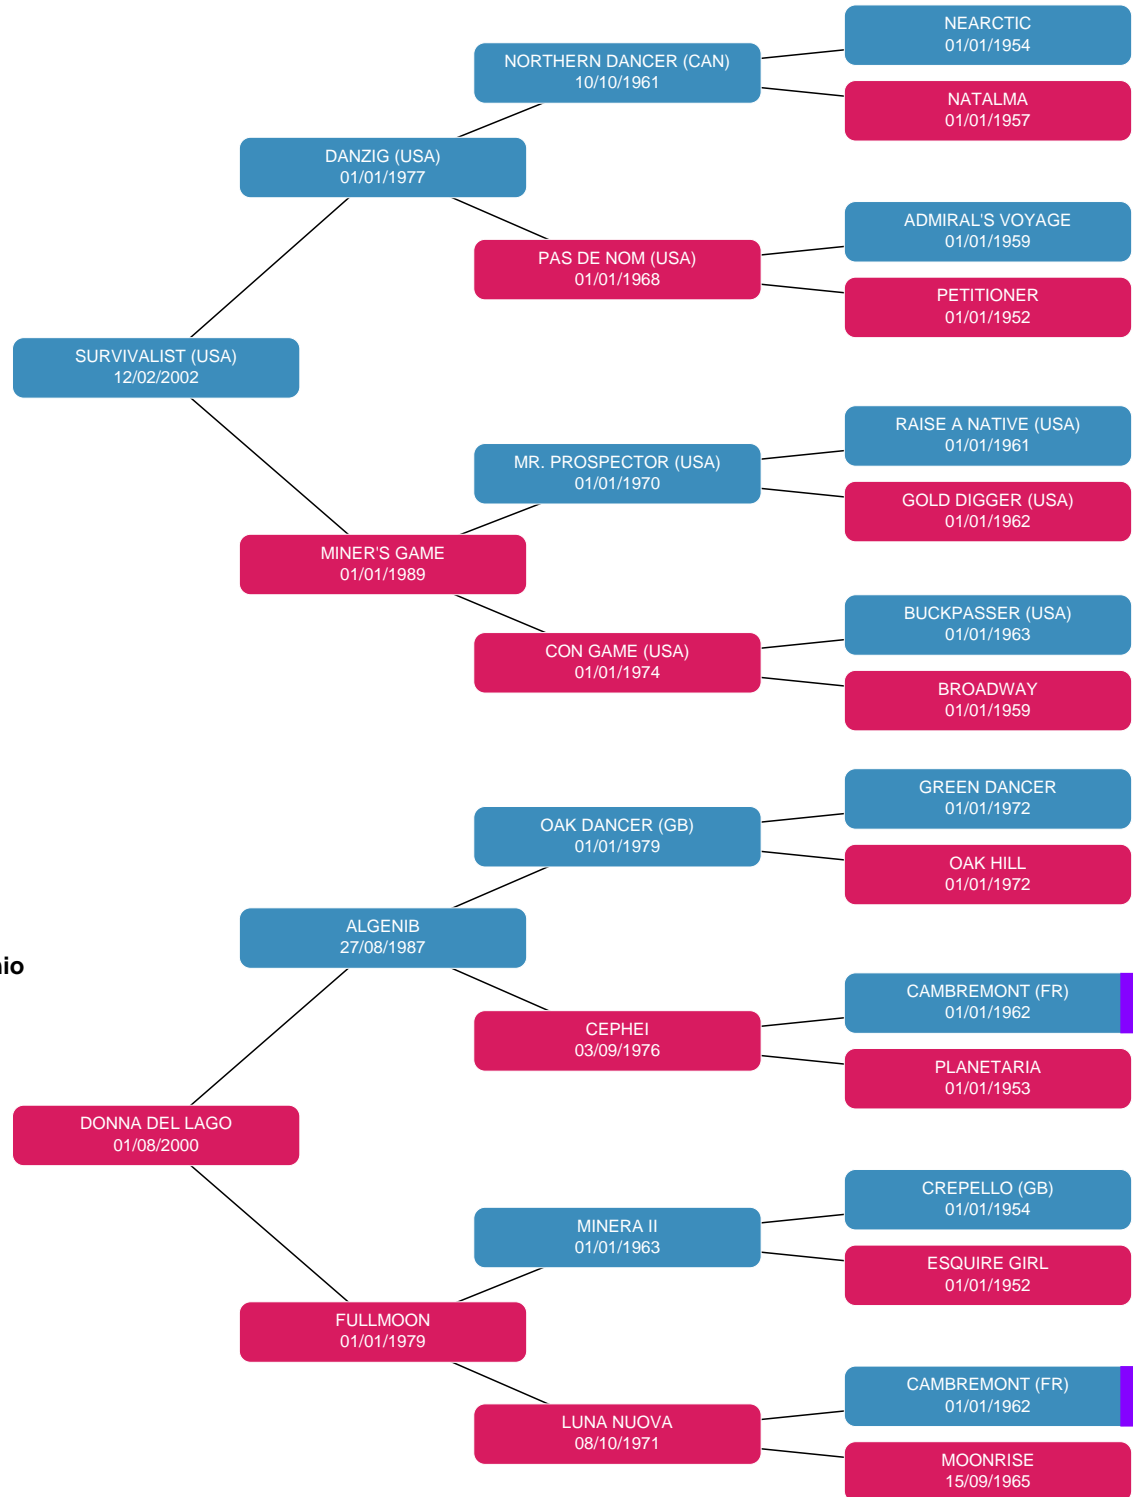 NEARCTIC
01/01/1954
NORTHERN DANCER (CAN)
10/10/1961
NATALMA
01/01/1957
DANZIG (USA)
01/01/1977
ADMIRAL'S VOYAGE
01/01/1959
PAS DE NOM (USA)
01/01/1968
PETITIONER
01/01/1952
SURVIVALIST (USA)
12/02/2002
RAISE A NATIVE (USA)
01/01/1961
MR. PROSPECTOR (USA)
01/01/1970
GOLD DIGGER (USA)
01/01/1962
MINER'S GAME
01/01/1989
BUCKPASSER (USA)
01/01/1963
CON GAME (USA)
01/01/1974
BROADWAY
01/01/1959
GREEN DANCER
01/01/1972
OAK DANCER (GB)
01/01/1979
OAK HILL
01/01/1972
ALGENIB
27/08/1987
nio
CAMBREMONT (FR)
01/01/1962
CEPHEI
03/09/1976
PLANETARIA
01/01/1953
DONNA DEL LAGO
01/08/2000
CREPELLO (GB)
01/01/1954
MINERA II
01/01/1963
ESQUIRE GIRL
01/01/1952
FULLMOON
01/01/1979
CAMBREMONT (FR)
01/01/1962
LUNA NUOVA
08/10/1971
MOONRISE
15/09/1965